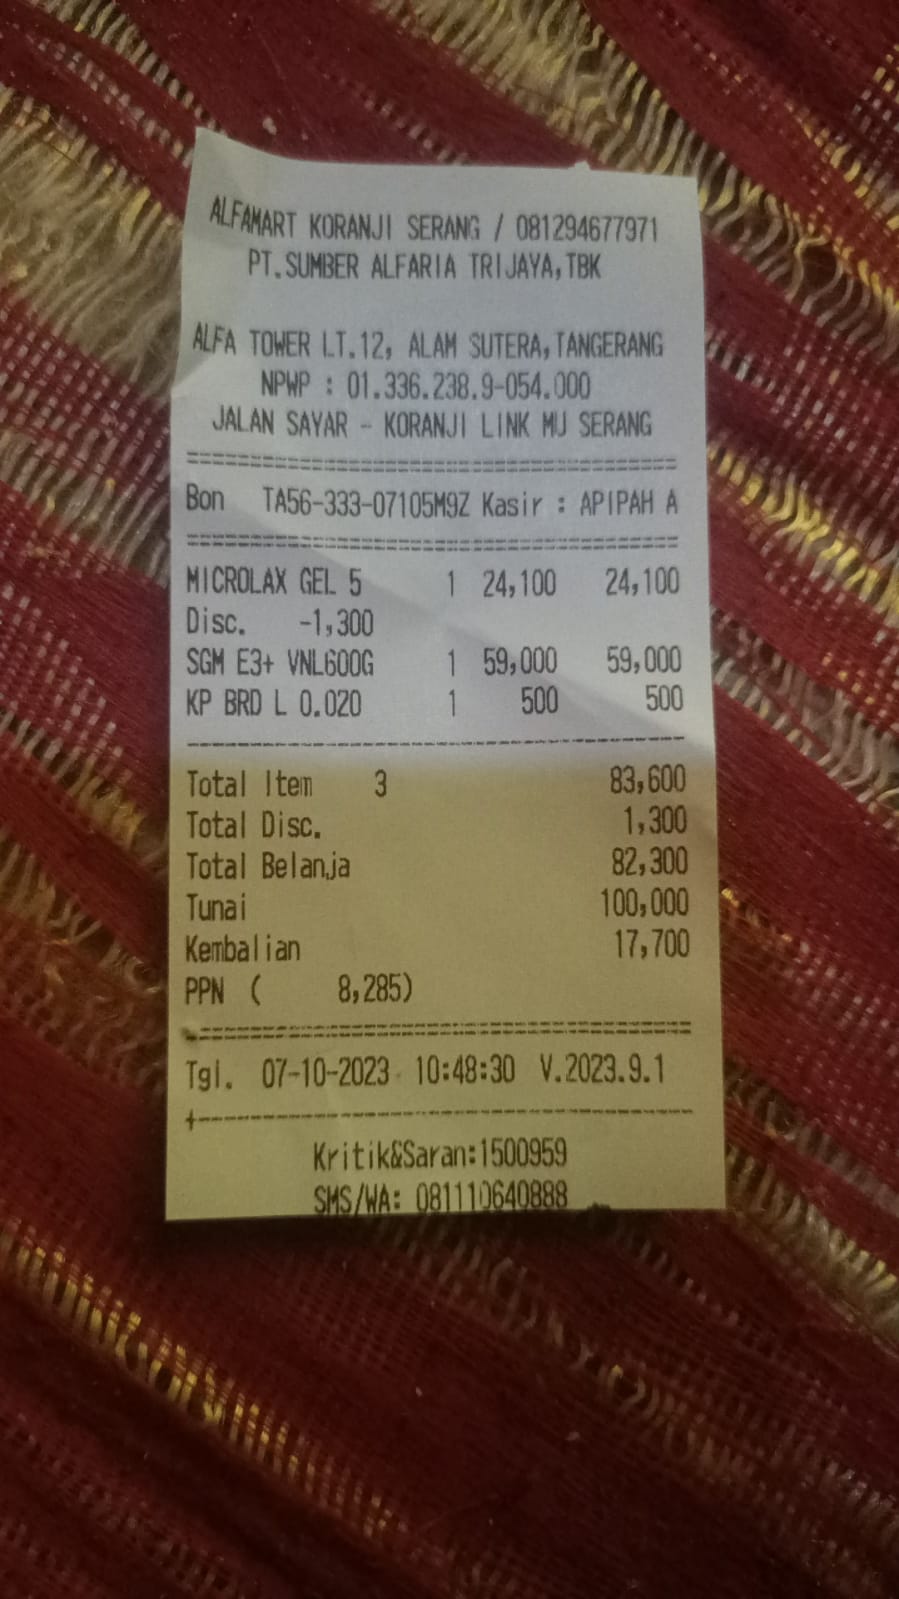 ALFAMART KORANJI SERANG / 081294677971
PT.SUMBER ALFARIA TRIJAYA,TBK
ALFA TOWER LT.12, ALAM SUTERA,TANGERANG
NPWP : 01.336.238.9-054.000
JALAN SAYAR - KORANJI LINK MU SERANG
Bon TA56-333-07105M9Z Kasir : APIPAH A
MICROLAX GEL 5 1 24,100 24,100
Disc. -1,300
SGM E3+ VNL600G 1 59,000 59,000
KP BRD L 0.020 1 500 500
Total Item 3 83,600
Total Disc. 1,300
Total Belanja 82,300
Tunai 100,000
Kembalian 17,700
PPN ( 8,285)
Tgl. 07-10-2023 10:48:30 V.2023.9.1
Kritik&Saran:1500959
SMS/WA: 081110640888